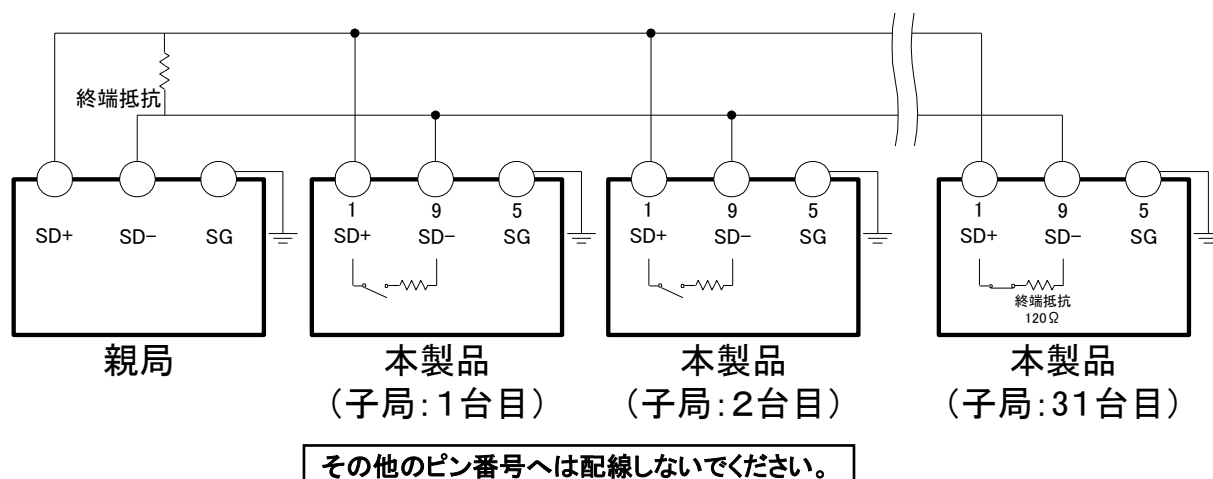 終端抵抗
1 9 5 1 9 5 1 9 5
SD+ SD- SG SD+ SD- SG SD+ SD- SG SD+ SD- SG
終端抵抗
120Ω
親局 本製品 本製品 本製品
(子局:1台目) (子局:2台目) (子局:31台目)
その他のピン番号へは配線しないでください。